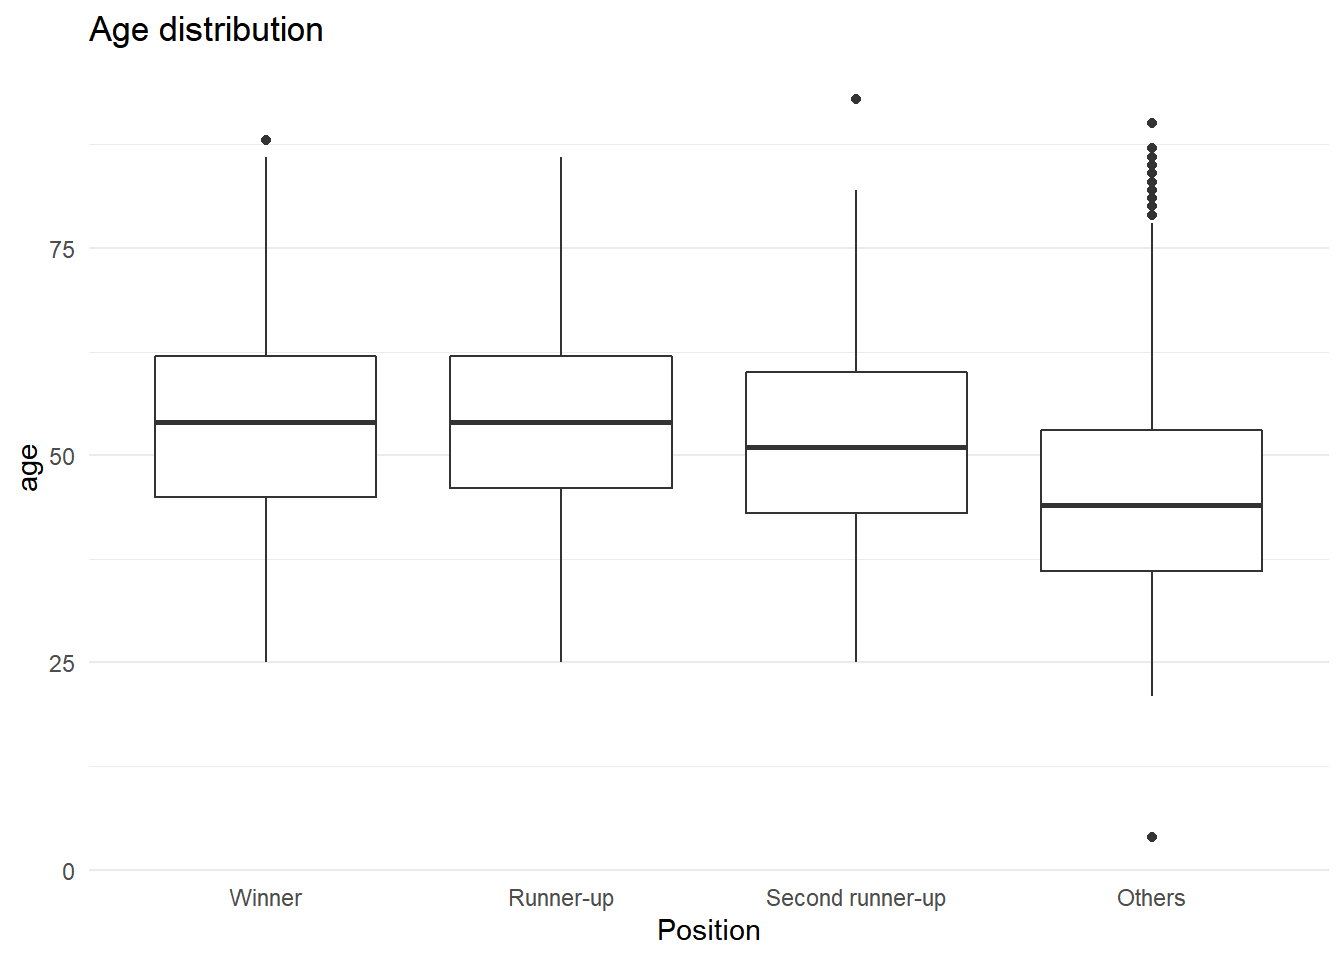 Age distribution
age
75
50
25
0
Winner
Runner-up
Second runner-up
Others
Position